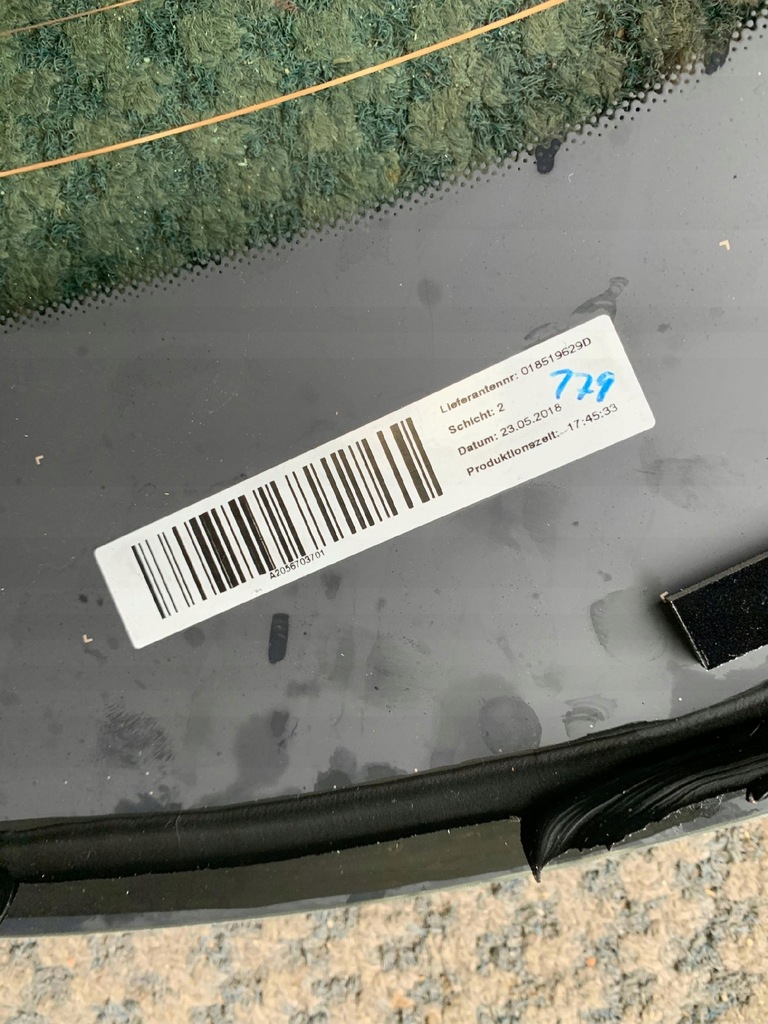 Lieferantennr: 018519629D
779
Schicht: 2
Datum: 23.05.2018
Produktionszeit: 17:45:33
A2056703701